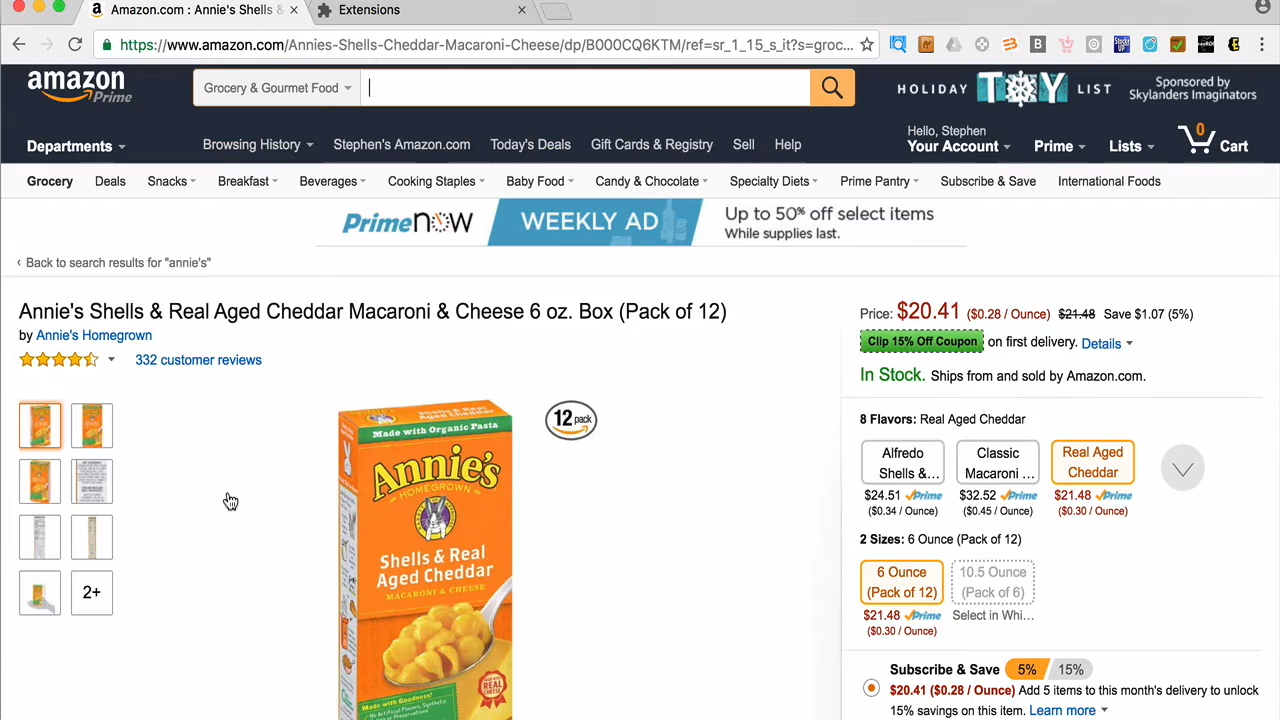 Amazon.com : Annie's Shells &
Extensions
https://www.amazon.com/Annies-Shells-Cheddar-Macaroni-Cheese/dp/B000CQ6KTM/ref=sr_1_15_s_it?s=groc...
amazon
Prime
Grocery & Gourmet Food
HOLIDAY TOY LIST
Sponsored by
Skylanders Imaginators
Departments
Browsing History
Stephen's Amazon.com
Today's Deals
Gift Cards & Registry
Sell
Help
Hello, Stephen
Your Account
Prime
Lists
0
Cart
Grocery
Deals
Snacks
Breakfast
Beverages
Cooking Staples
Baby Food
Candy & Chocolate
Specialty Diets
Prime Pantry
Subscribe & Save
International Foods
PrimeNOW
WEEKLY AD
Up to 50% off select items
While supplies last.
‹ Back to search results for "annie's"
Annie's Shells & Real Aged Cheddar Macaroni & Cheese 6 oz. Box (Pack of 12)
by Annie's Homegrown
332 customer reviews
2+
12 pack
Shells & Real
Aged Cheddar
Made with Organic Pasta
Annie's
HOMEGROWN
Shells & Real
Aged Cheddar
MACARONI & CHEESE
Made with Goodness!
No Artificial Flavors, Synthetic
REAL
Price: $20.41 ($0.28 / Ounce) $21.48 Save $1.07 (5%)
Clip 15% Off Coupon on first delivery. Details
In Stock. Ships from and sold by Amazon.com.
8 Flavors: Real Aged Cheddar
Alfredo
Shells &...
$24.51 Prime
($0.34 / Ounce)
Classic
Macaroni ...
$32.52 Prime
($0.45 / Ounce)
Real Aged
Cheddar
$21.48 Prime
($0.30 / Ounce)
2 Sizes: 6 Ounce (Pack of 12)
6 Ounce
(Pack of 12)
$21.48 Prime
($0.30 / Ounce)
10.5 Ounce
(Pack of 6)
Select in Whi...
Subscribe & Save 5% 15%
$20.41 ($0.28 / Ounce) Add 5 items to this month's delivery to unlock
15% savings on this item. Learn more